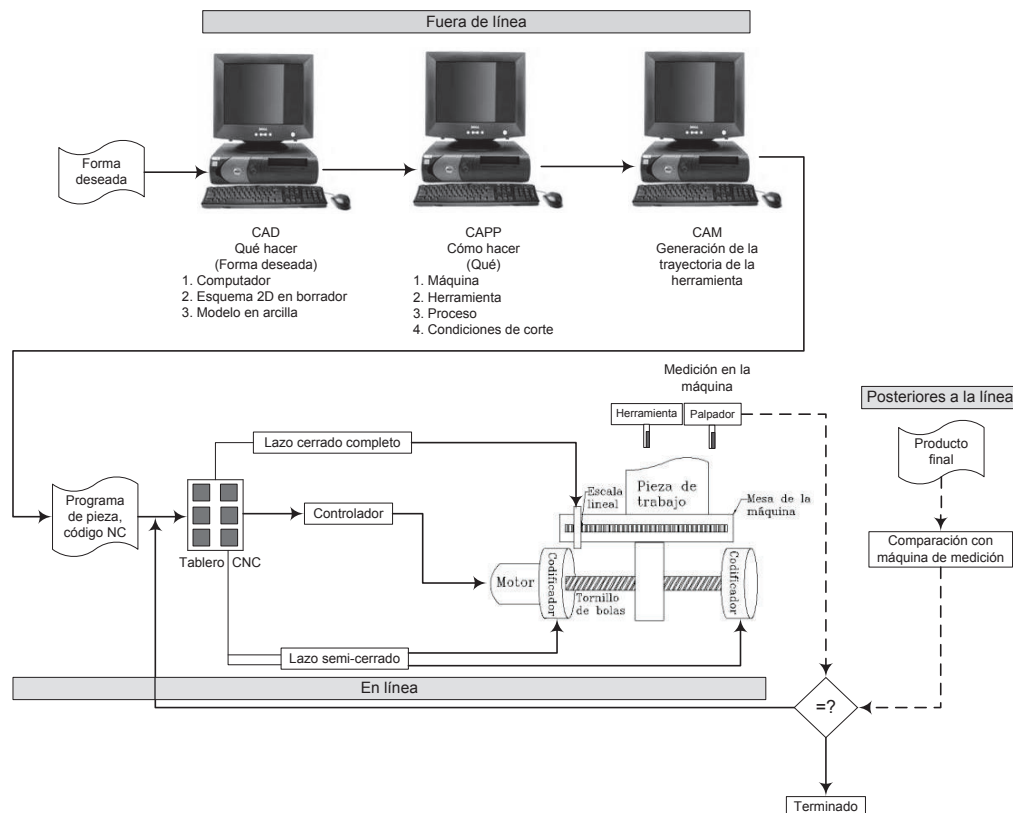 Fuera de línea
Forma
deseada
CAD
Qué hacer
(Forma deseada)
1. Computador
2. Esquema 2D en borrador
3. Modelo en arcilla
CAPP
Cómo hacer
(Qué)
1. Máquina
2. Herramienta
3. Proceso
4. Condiciones de corte
CAM
Generación de la
trayectoria de la
herramienta
Medición en la
máquina
Herramienta
Palpador
Posteriores a la línea
Producto
final
Comparación con
máquina de medición
Lazo cerrado completo
Escala
lineal
Pieza de
trabajo
Mesa de la
máquina
Programa
de pieza,
código NC
Tablero CNC
Controlador
Motor
Codificador
Tornillo
de bolas
Codificador
Lazo semi-cerrado
En línea
=?
Terminado